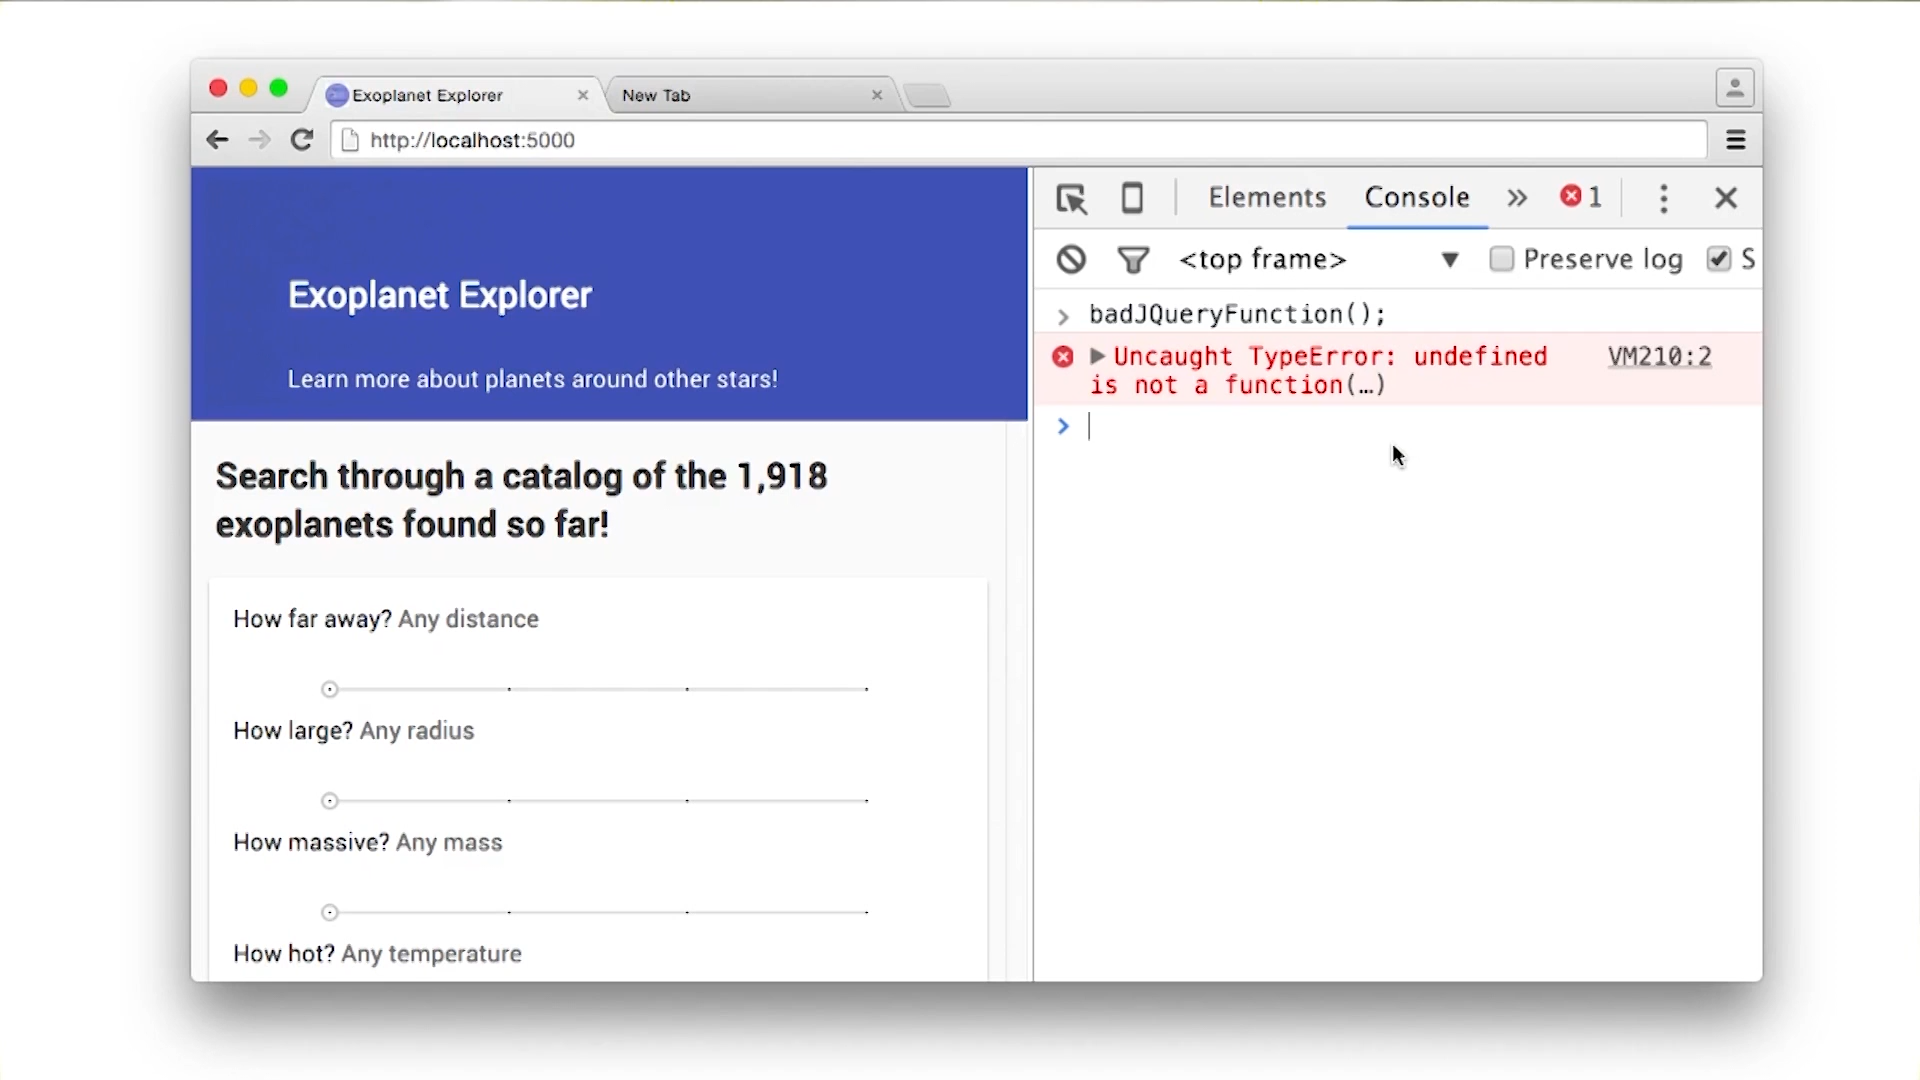 Exoplanet Explorer
New Tab
http://localhost:5000
Exoplanet Explorer
Learn more about planets around other stars!
Search through a catalog of the 1,918
exoplanets found so far!
How far away? Any distance
How large? Any radius
How massive? Any mass
How hot? Any temperature
Elements Console » 1
<top frame> Preserve log S
> badJQueryFunction();
Uncaught TypeError: undefined VM210:2
is not a function(…)
>